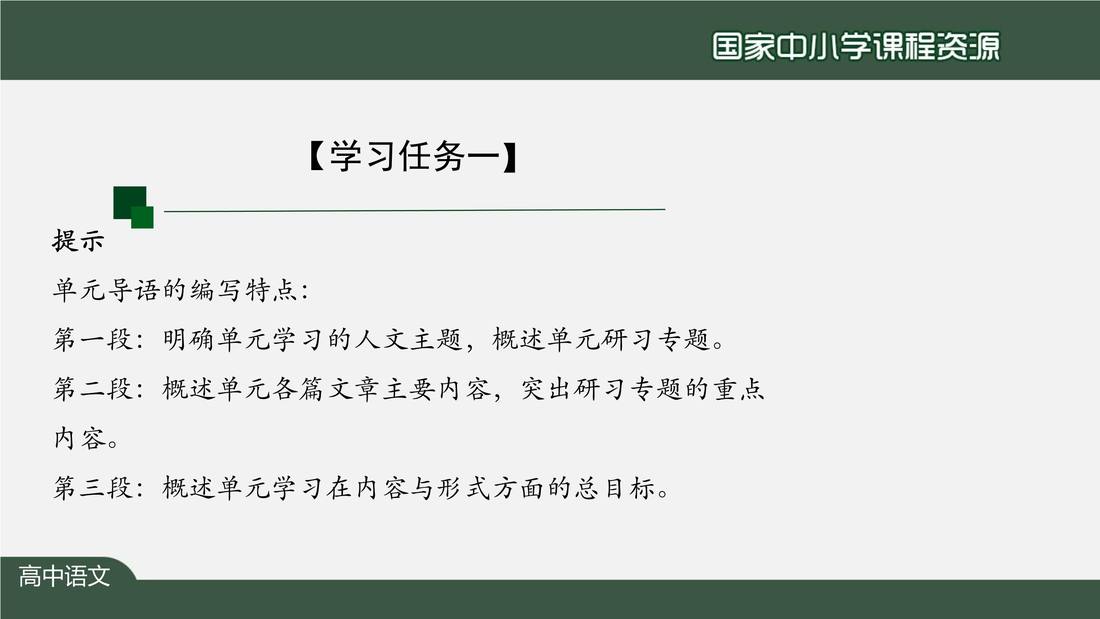 国家中小学课程资源
【学习任务一】
提示
单元导语的编写特点：
第一段：明确单元学习的人文主题，概述单元研习专题。
第二段：概述单元各篇文章主要内容，突出研习专题的重点
内容。
第三段：概述单元学习在内容与形式方面的总目标。
高中语文